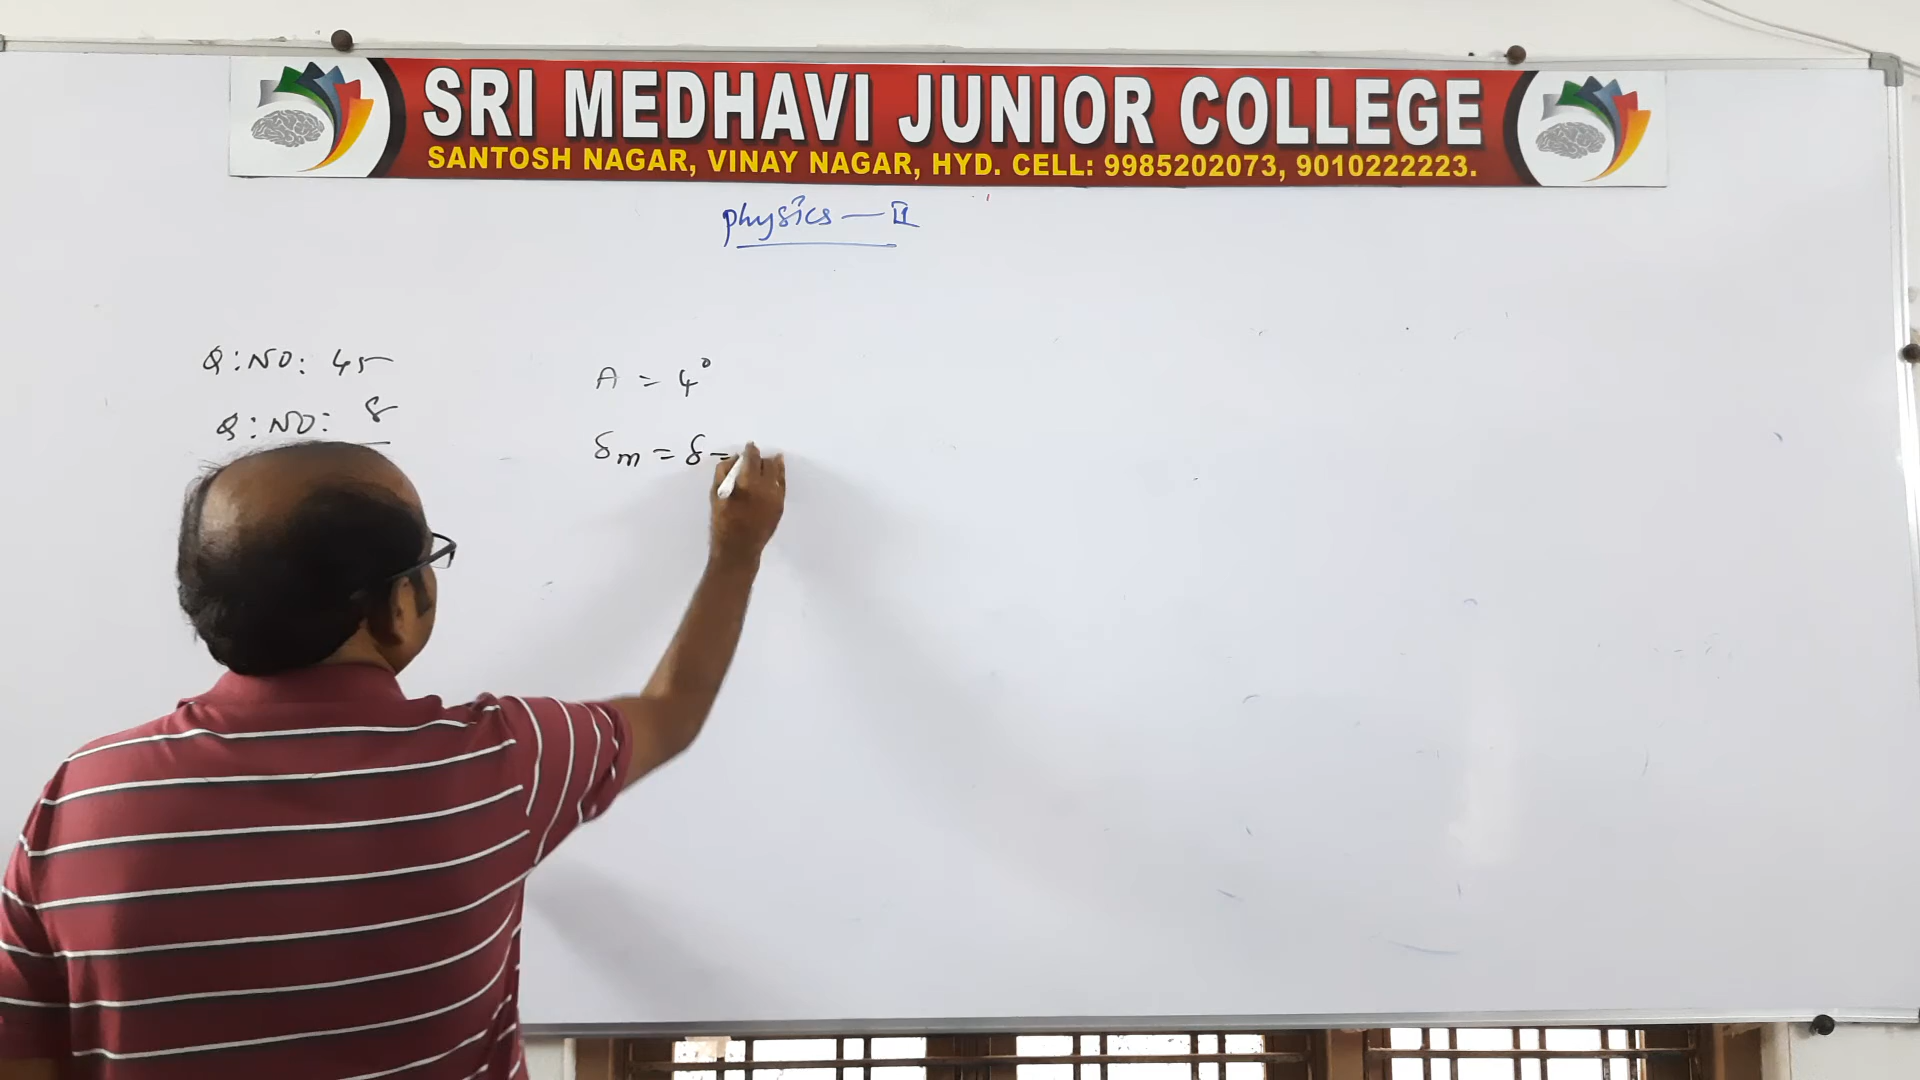 SRI MEDHAVI JUNIOR COLLEGE
SANTOSH NAGAR, VINAY NAGAR, HYD. CELL: 9985202073, 9010222223.
physics — II
Q:NO: 45
Q:NO: 8
A = 4°
δm = δ =